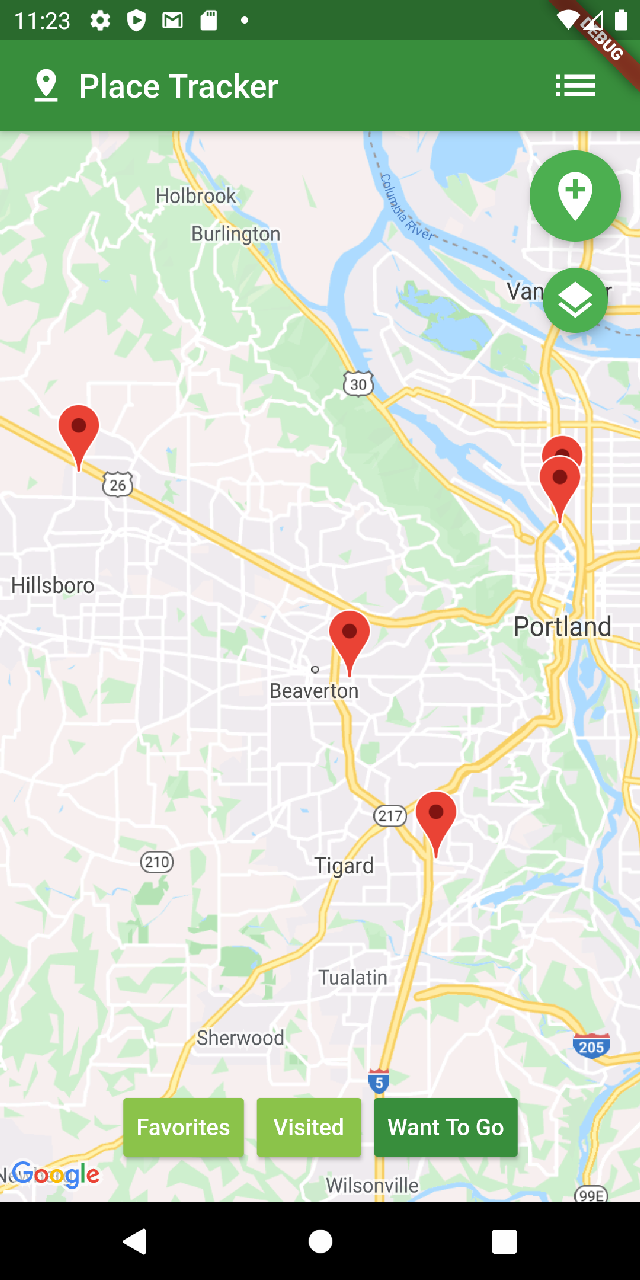 11:23
DEBUG
Place Tracker
Holbrook
Columbia River
Burlington
30
26
Hillsboro
Portland
Beaverton
217
210
Tigard
Tualatin
Sherwood
205
5
Favorites
Visited
Want To Go
Google
Wilsonville
99E